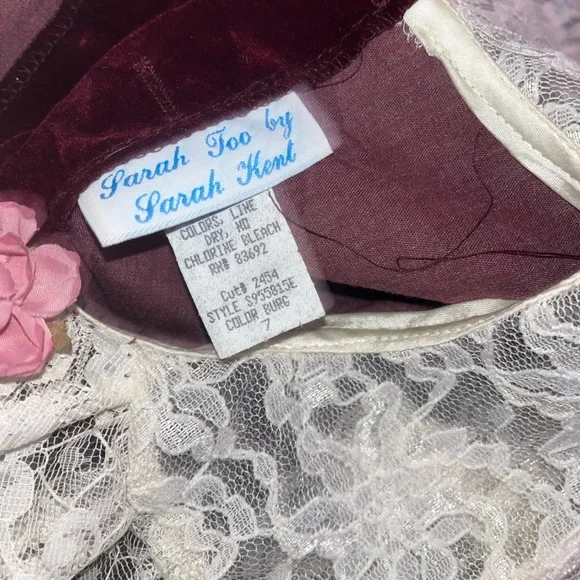 Sarah Too by
Sarah Kent
COLORS, LINE
DRY, NO
CHLORINE BLEACH
RN# 83692
Cut# 2454
STYLE S955815E
COLOR BURG
7